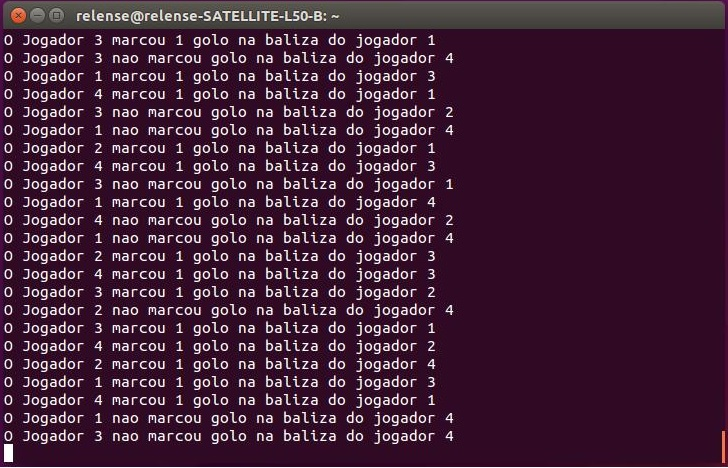 relense@relense-SATELLITE-L50-B: ~
O Jogador 3 marcou 1 golo na baliza do jogador 1
O Jogador 3 nao marcou golo na baliza do jogador 4
O Jogador 1 marcou 1 golo na baliza do jogador 3
O Jogador 4 marcou 1 golo na baliza do jogador 1
O Jogador 3 nao marcou golo na baliza do jogador 2
O Jogador 1 nao marcou golo na baliza do jogador 4
O Jogador 2 marcou 1 golo na baliza do jogador 1
O Jogador 4 marcou 1 golo na baliza do jogador 3
O Jogador 3 nao marcou golo na baliza do jogador 1
O Jogador 1 marcou 1 golo na baliza do jogador 4
O Jogador 4 nao marcou golo na baliza do jogador 2
O Jogador 1 nao marcou golo na baliza do jogador 4
O Jogador 2 marcou 1 golo na baliza do jogador 3
O Jogador 4 marcou 1 golo na baliza do jogador 3
O Jogador 3 marcou 1 golo na baliza do jogador 2
O Jogador 2 nao marcou golo na baliza do jogador 4
O Jogador 3 marcou 1 golo na baliza do jogador 1
O Jogador 4 marcou 1 golo na baliza do jogador 2
O Jogador 2 marcou 1 golo na baliza do jogador 4
O Jogador 1 marcou 1 golo na baliza do jogador 3
O Jogador 4 marcou 1 golo na baliza do jogador 1
O Jogador 1 nao marcou golo na baliza do jogador 4
O Jogador 3 nao marcou golo na baliza do jogador 4